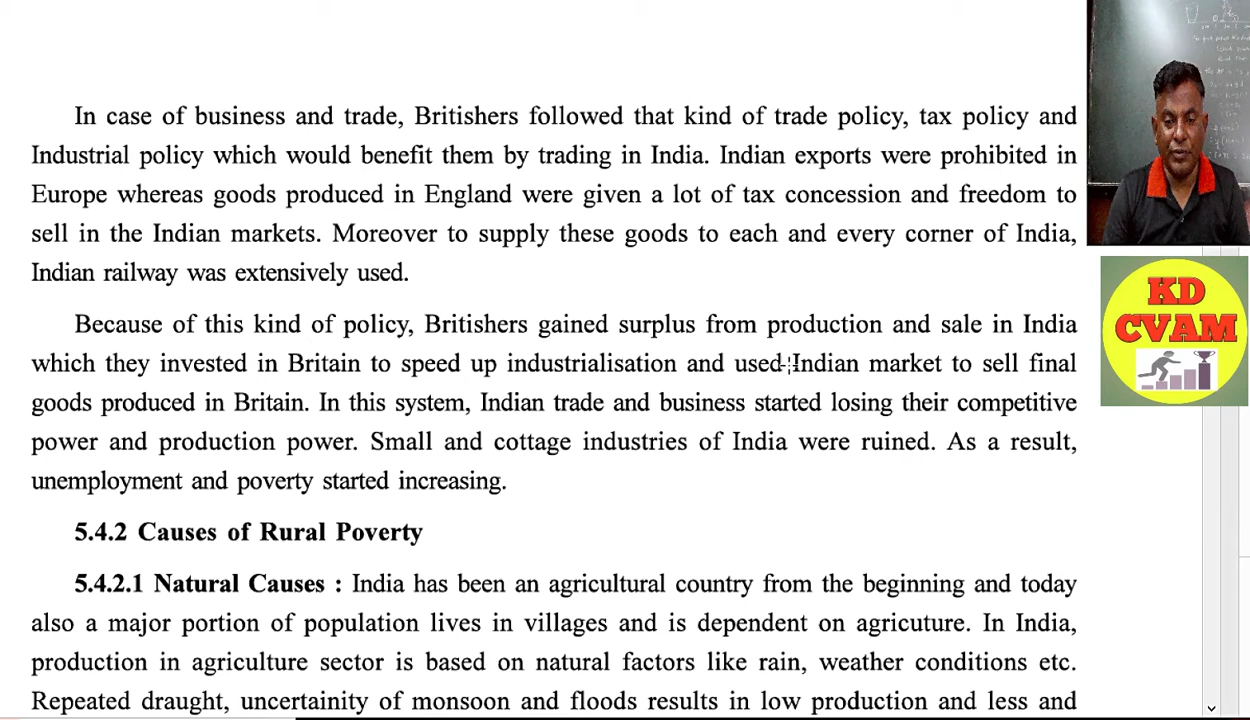 In case of business and trade, Britishers followed that kind of trade policy, tax policy and
Industrial policy which would benefit them by trading in India. Indian exports were prohibited in
Europe whereas goods produced in England were given a lot of tax concession and freedom to
sell in the Indian markets. Moreover to supply these goods to each and every corner of India,
Indian railway was extensively used.
Because of this kind of policy, Britishers gained surplus from production and sale in India
which they invested in Britain to speed up industrialisation and used Indian market to sell final
goods produced in Britain. In this system, Indian trade and business started losing their competitive
power and production power. Small and cottage industries of India were ruined. As a result,
unemployment and poverty started increasing.
5.4.2 Causes of Rural Poverty
5.4.2.1 Natural Causes : India has been an agricultural country from the beginning and today
also a major portion of population lives in villages and is dependent on agricuture. In India,
production in agriculture sector is based on natural factors like rain, weather conditions etc.
Repeated draught, uncertainity of monsoon and floods results in low production and less and
KD
CVAM